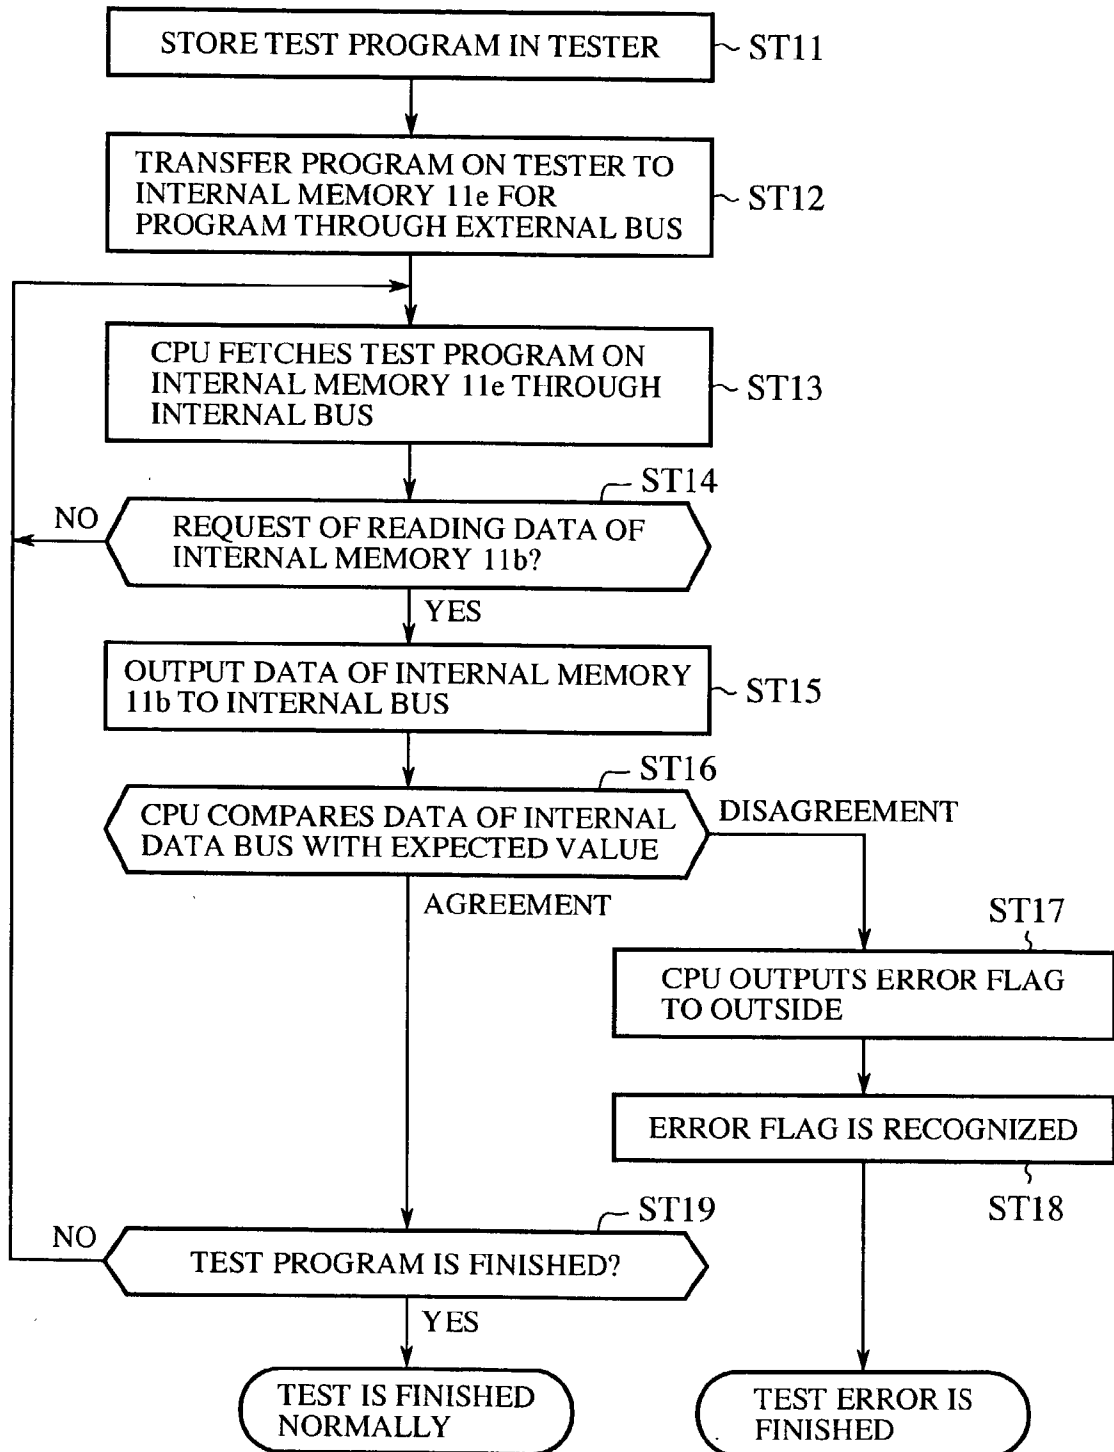 STORE TEST PROGRAM IN TESTER
ST11
TRANSFER PROGRAM ON TESTER TO
INTERNAL MEMORY 11e FOR
PROGRAM THROUGH EXTERNAL BUS
ST12
CPU FETCHES TEST PROGRAM ON
INTERNAL MEMORY 11e THROUGH
INTERNAL BUS
ST13
ST14
NO
REQUEST OF READING DATA OF
INTERNAL MEMORY 11b?
YES
OUTPUT DATA OF INTERNAL MEMORY
11b TO INTERNAL BUS
ST15
ST16
CPU COMPARES DATA OF INTERNAL
DATA BUS WITH EXPECTED VALUE
DISAGREEMENT
AGREEMENT
ST17
CPU OUTPUTS ERROR FLAG
TO OUTSIDE
ERROR FLAG IS RECOGNIZED
ST18
ST19
NO
TEST PROGRAM IS FINISHED?
YES
TEST IS FINISHED
NORMALLY
TEST ERROR IS
FINISHED